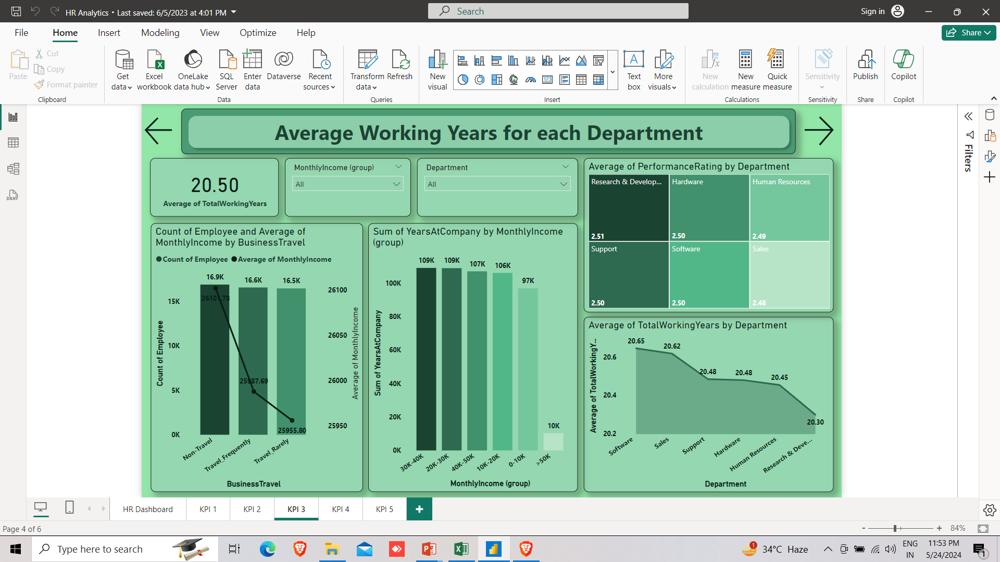 HR Analytics • Last saved: 6/5/2023 at 4:01 PM
Search
Sign in
File Home Insert Modeling View Optimize Help
Share
Paste
Cut
Copy
Format painter
Clipboard
Get data
Excel workbook
OneLake data hub
SQL Server
Enter data
Dataverse
Recent sources
Data
Transform data
Refresh
Queries
New visual
123
Insert
A
Text box
More visuals
New calculation
New measure
Quick measure
Calculations
Sensitivity
Sensitivity
Publish
Share
Copilot
Copilot
DAX
Filters
Average Working Years for each Department
20.50
Average of TotalWorkingYears
MonthlyIncome (group)
All
Department
All
Average of PerformanceRating by Department
Research & Develop...
2.51
Hardware
2.50
Human Resources
2.49
Support
2.50
Software
2.50
Sales
2.48
Count of Employee and Average of
MonthlyIncome by BusinessTravel
Count of Employee Average of MonthlyIncome
16.9K
16.6K
16.5K
15K
10K
5K
0K
26101.78
25987.69
25955.80
26100
26050
26000
25950
Count of Employee
Average of MonthlyIncome
Non-Travel
Travel_Frequently
Travel_Rarely
BusinessTravel
Sum of YearsAtCompany by MonthlyIncome
(group)
109K
109K
107K
106K
97K
10K
100K
80K
60K
40K
20K
0K
Sum of YearsAtCompany
30K-40K
20K-30K
40K-50K
10K-20K
0-10K
>50K
MonthlyIncome (group)
Average of TotalWorkingYears by Department
20.65
20.62
20.48
20.48
20.45
20.30
20.6
20.4
20.2
Average of TotalWorkingY...
Software
Sales
Support
Hardware
Human Resources
Research & Deve...
Department
HR Dashboard KPI 1 KPI 2 KPI 3 KPI 4 KPI 5 +
Page 4 of 6
- + 84%
Type here to search
34°C Haze
1
ENG
IN
11:53 PM
5/24/2024
1